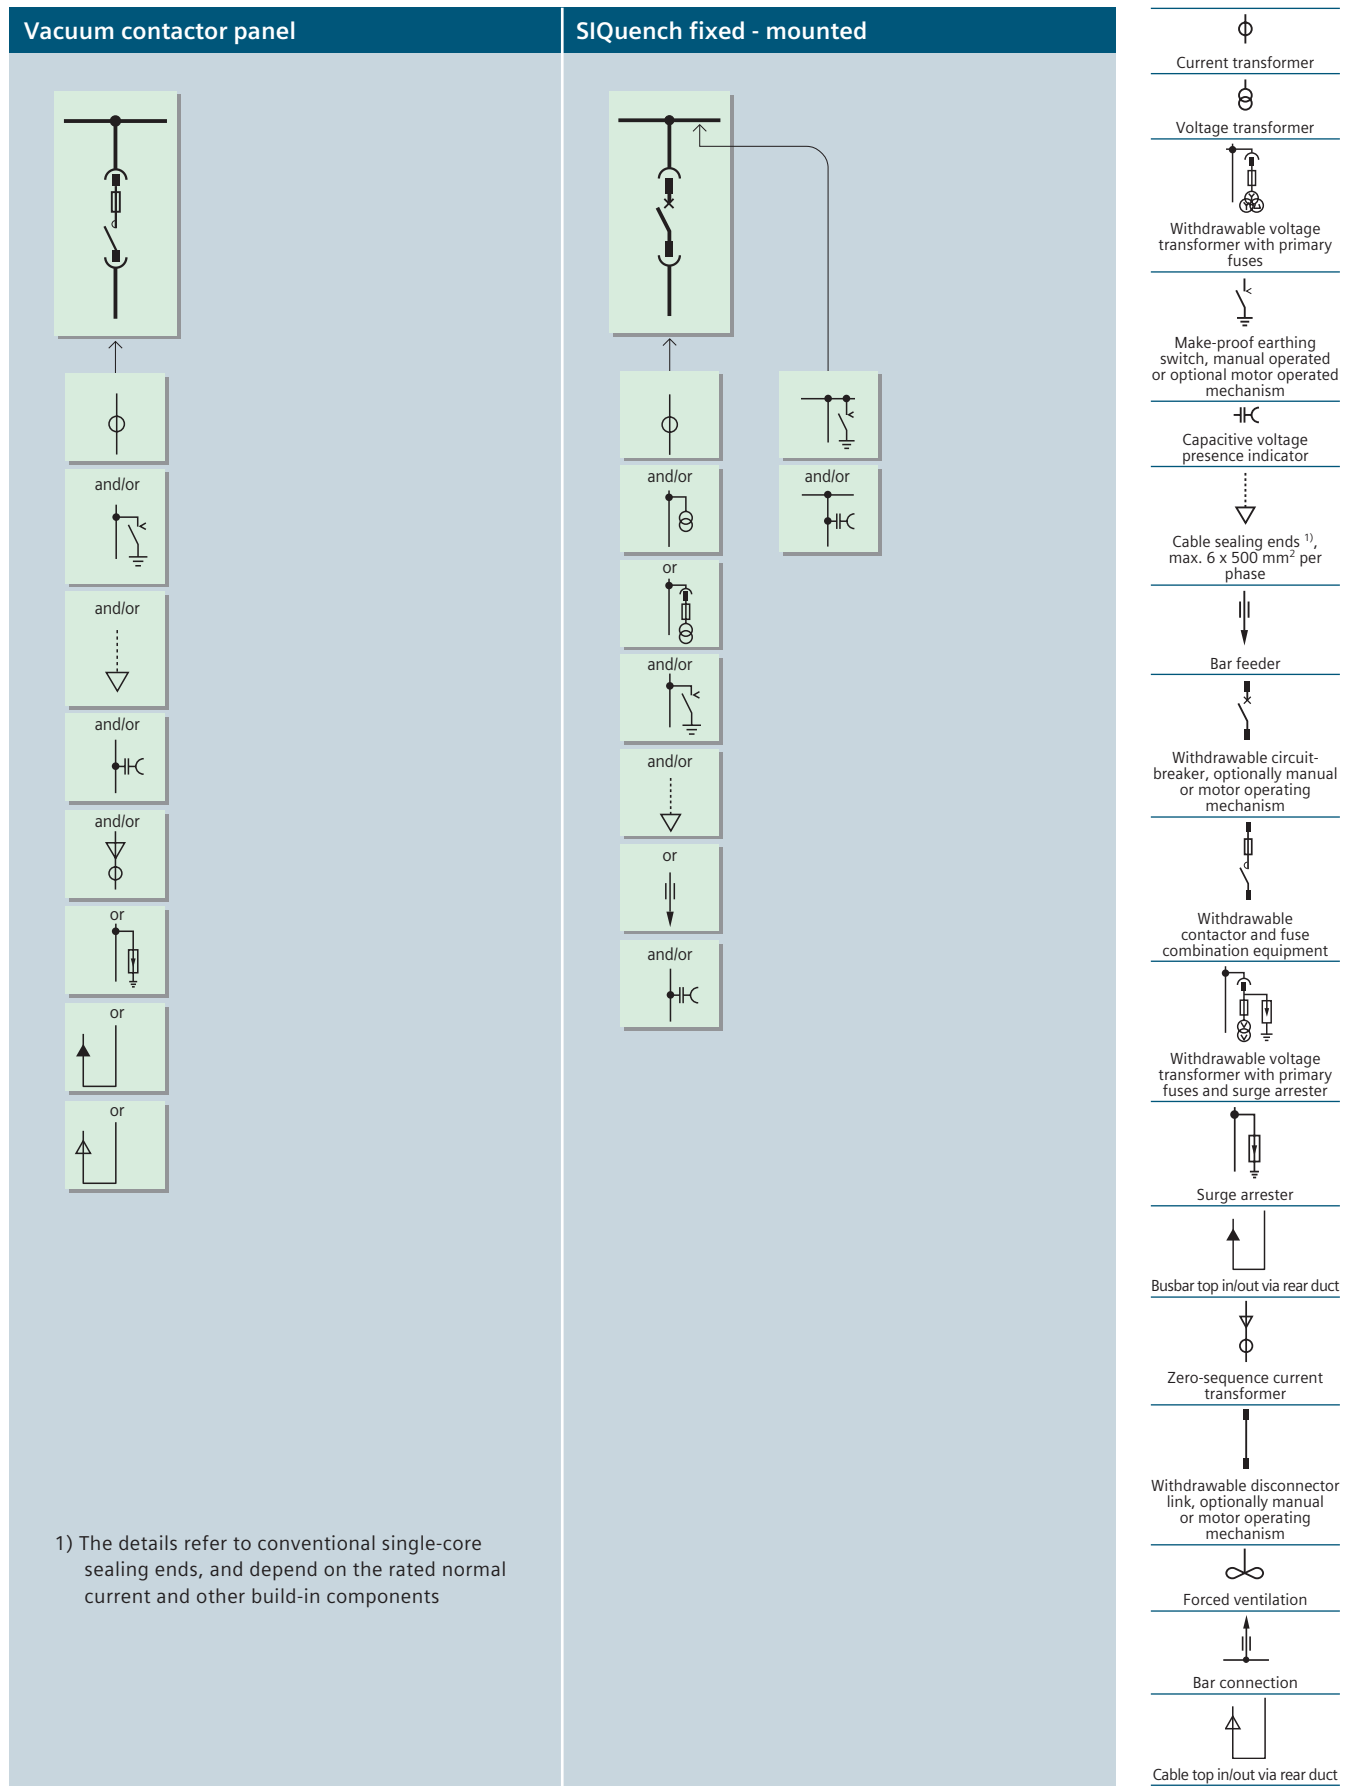 Vacuum contactor panel
and/or
and/or
and/or
and/or
or
or
or
1) The details refer to conventional single-core
sealing ends, and depend on the rated normal
current and other build-in components
SIQuench fixed - mounted
and/or
or
and/or
and/or
or
and/or
and/or
Current transformer
Voltage transformer
Withdrawable voltage
transformer with primary
fuses
Make-proof earthing
switch, manual operated
or optional motor operated
mechanism
Capacitive voltage
presence indicator
Cable sealing ends 1),
max. 6 x 500 mm² per
phase
Bar feeder
Withdrawable circuit-
breaker, optionally manual
or motor operating
mechanism
Withdrawable
contactor and fuse
combination equipment
Withdrawable voltage
transformer with primary
fuses and surge arrester
Surge arrester
Busbar top in/out via rear duct
Zero-sequence current
transformer
Withdrawable disconnector
link, optionally manual
or motor operating
mechanism
Forced ventilation
Bar connection
Cable top in/out via rear duct